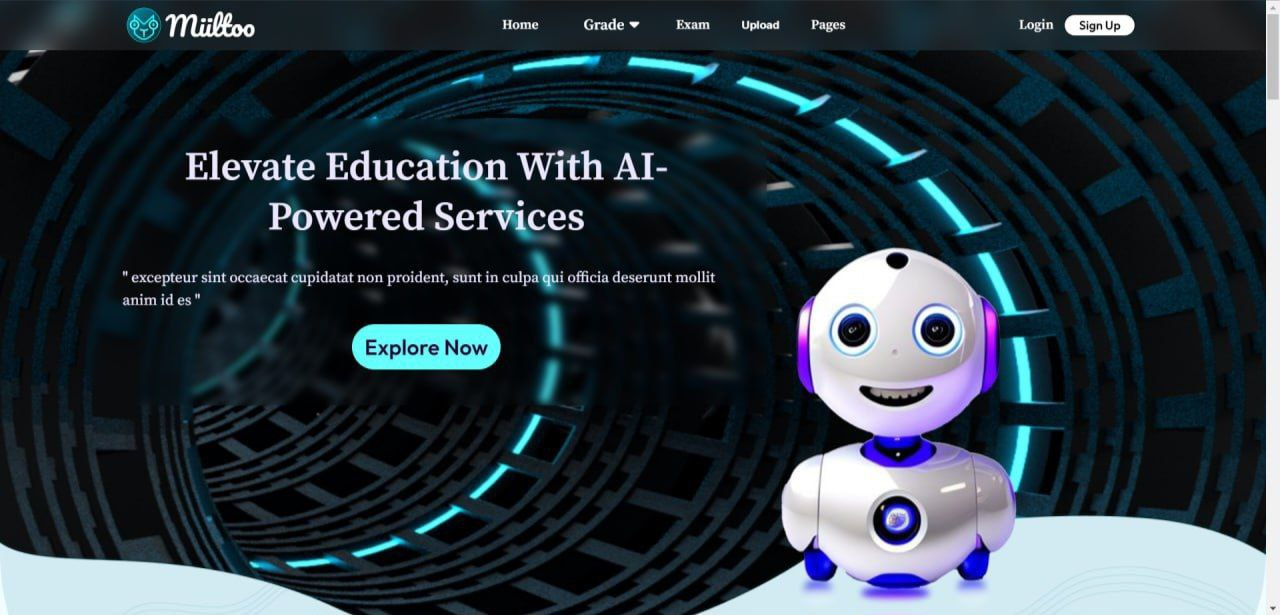 Miiltoo
Home Grade Exam Upload Pages Login Sign Up
Elevate Education With AI-
Powered Services
" excepteur sint occaecat cupidatat non proident, sunt in culpa qui officia deserunt mollit
anim id es "
Explore Now